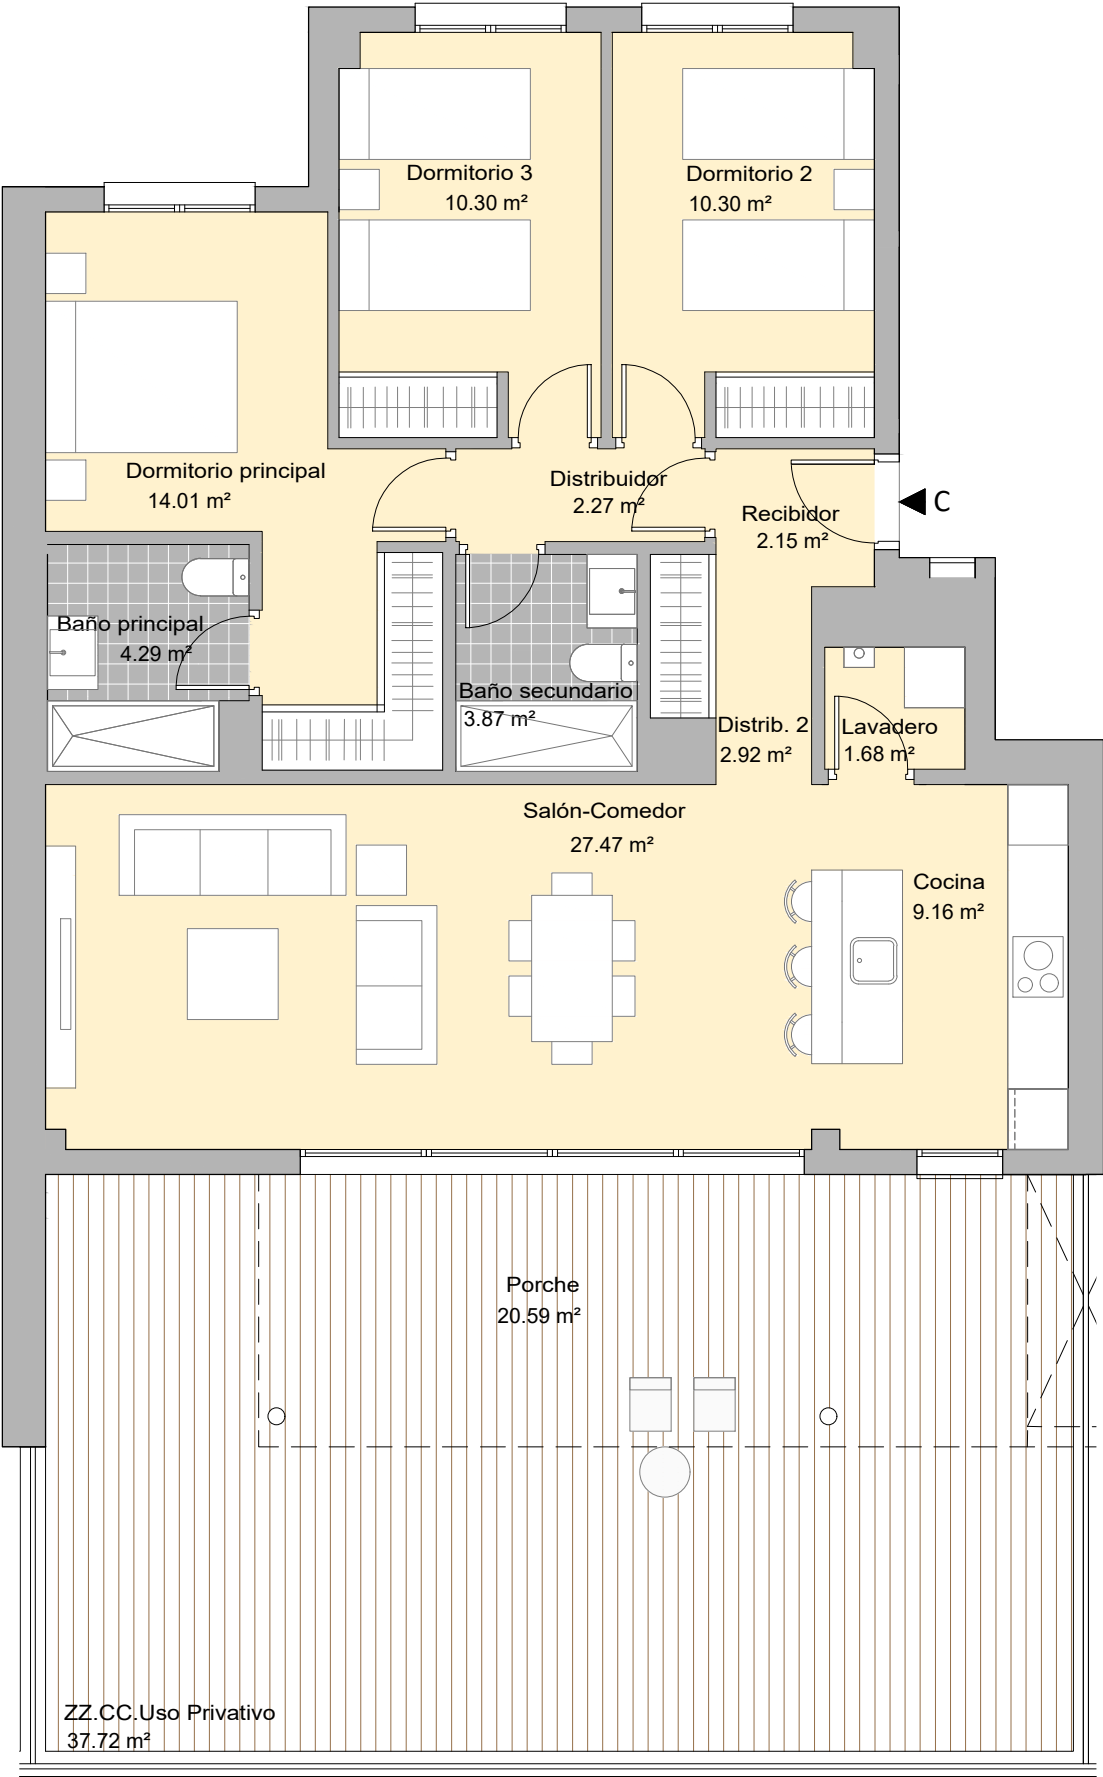 Dormitorio 3
10.30 m²
Dormitorio 2
10.30 m²
Dormitorio principal
14.01 m²
Distribuidor
2.27 m²
Recibidor
2.15 m²
C
Baño principal
4.29 m²
Baño secundario
3.87 m²
Distrib. 2
2.92 m²
Lavadero
1.68 m²
Salón-Comedor
27.47 m²
Cocina
9.16 m²
Porche
20.59 m²
ZZ.CC.Uso Privativo
37.72 m²